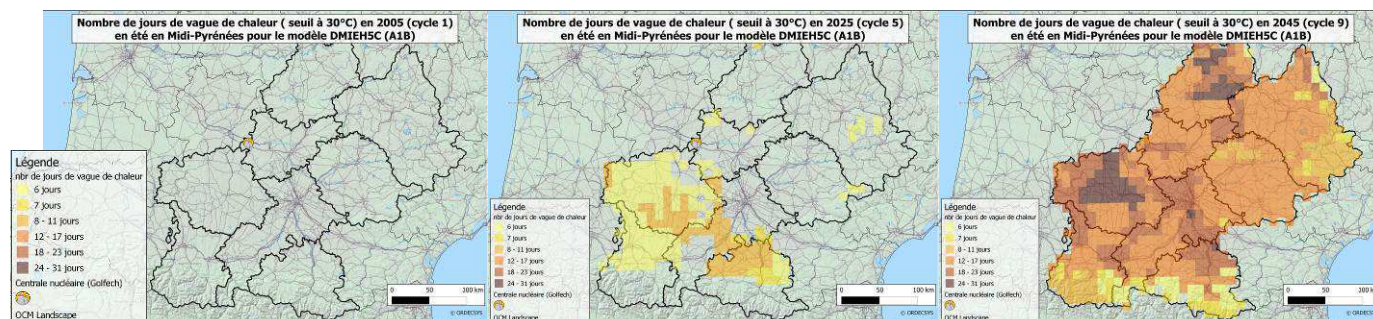 Nombre de jours de vague de chaleur ( seuil à 30°C) en 2005 (cycle 1)
en été en Midi-Pyrénées pour le modèle DMIEH5C (A1B)
Légende
nbr de jours de vague de chaleur
6 jours
7 jours
8 - 11 jours
12 - 17 jours
18 - 23 jours
24 - 31 jours
Centrale nucléaire (Golfech)
OCM Landscape
0 50 100 km
© ORDECSYS
Nombre de jours de vague de chaleur ( seuil à 30°C) en 2025 (cycle 5)
en été en Midi-Pyrénées pour le modèle DMIEH5C (A1B)
Légende
nbr de jours de vague de chaleur
6 jours
7 jours
8 - 11 jours
12 - 17 jours
18 - 23 jours
24 - 31 jours
Centrale nucléaire (Golfech)
OCM Landscape
0 50 100 km
© ORDECSYS
Nombre de jours de vague de chaleur ( seuil à 30°C) en 2045 (cycle 9)
en été en Midi-Pyrénées pour le modèle DMIEH5C (A1B)
Légende
nbr de jours de vague de chaleur
6 jours
7 jours
8 - 11 jours
12 - 17 jours
18 - 23 jours
24 - 31 jours
Centrale nucléaire (Golfech)
OCM Landscape
0 50 100 km
© ORDECSYS